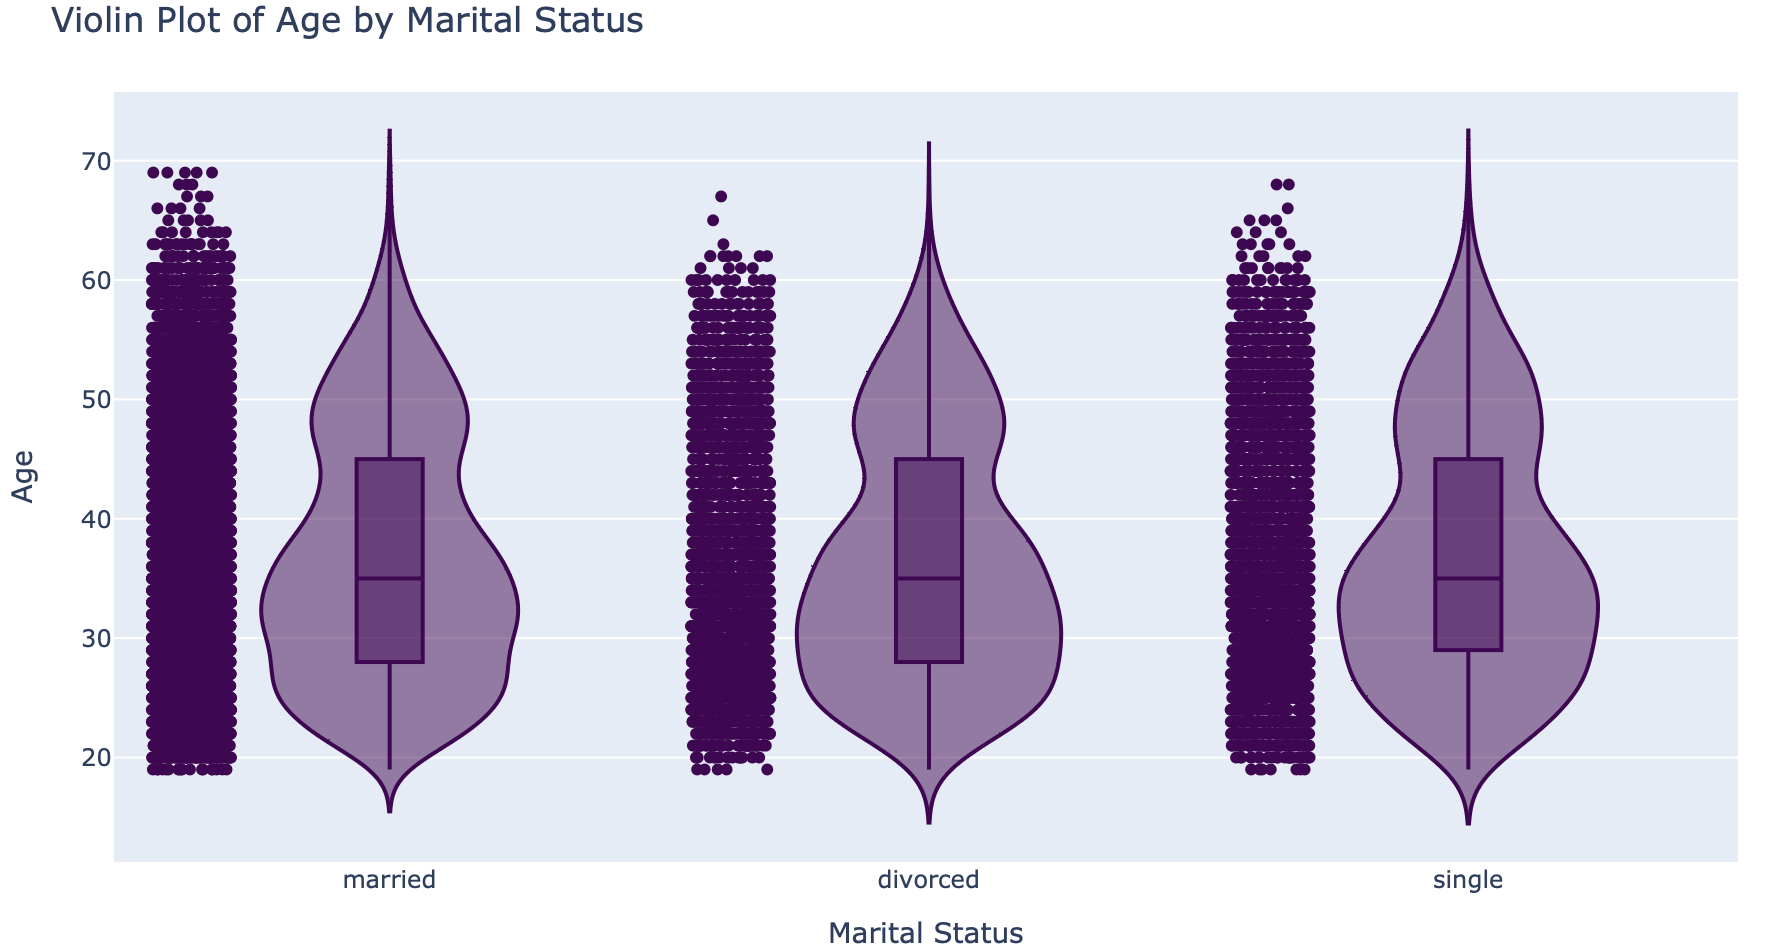 Violin Plot of Age by Marital Status
Age
70
60
50
40
30
20
married divorced single
Marital Status